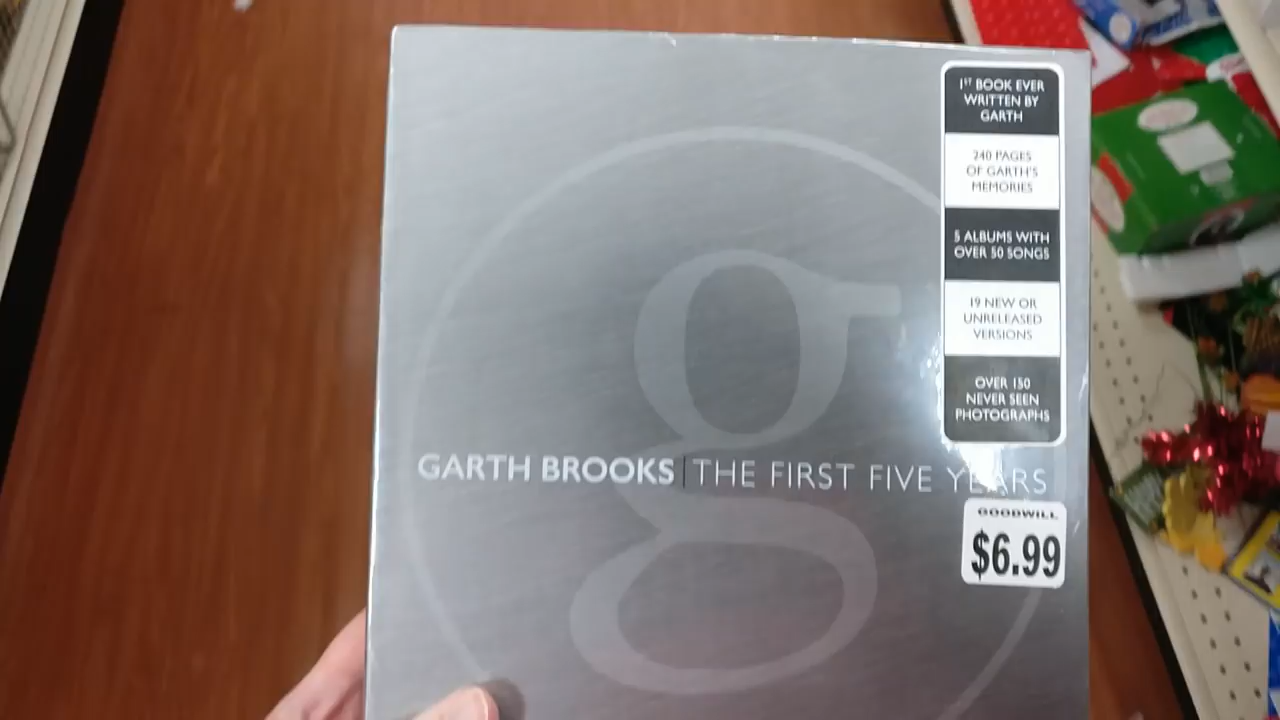 1ST BOOK EVER
WRITTEN BY
GARTH
240 PAGES
OF GARTH'S
MEMORIES
5 ALBUMS WITH
OVER 50 SONGS
19 NEW OR
UNRELEASED
VERSIONS
OVER 150
NEVER SEEN
PHOTOGRAPHS
g
GARTH BROOKS | THE FIRST FIVE YEARS
GOODWILL
$6.99